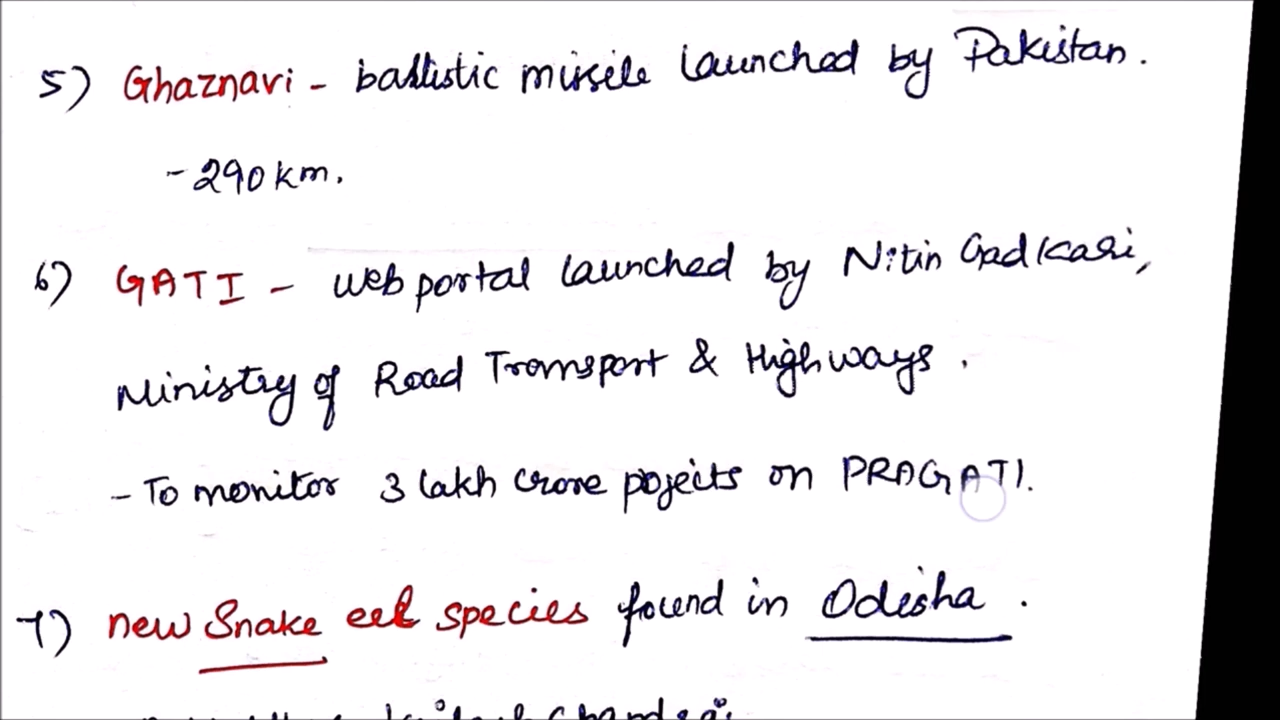 5) Ghaznavi - ballistic missile launched by Pakistan.
- 290 km.
6) GATI - web portal launched by Nitin Gadkari,
Ministry of Road Transport & Highways.
- To monitor 3 lakh crore pojects on PRAGATI.
7) new Snake eel species found in Odisha.